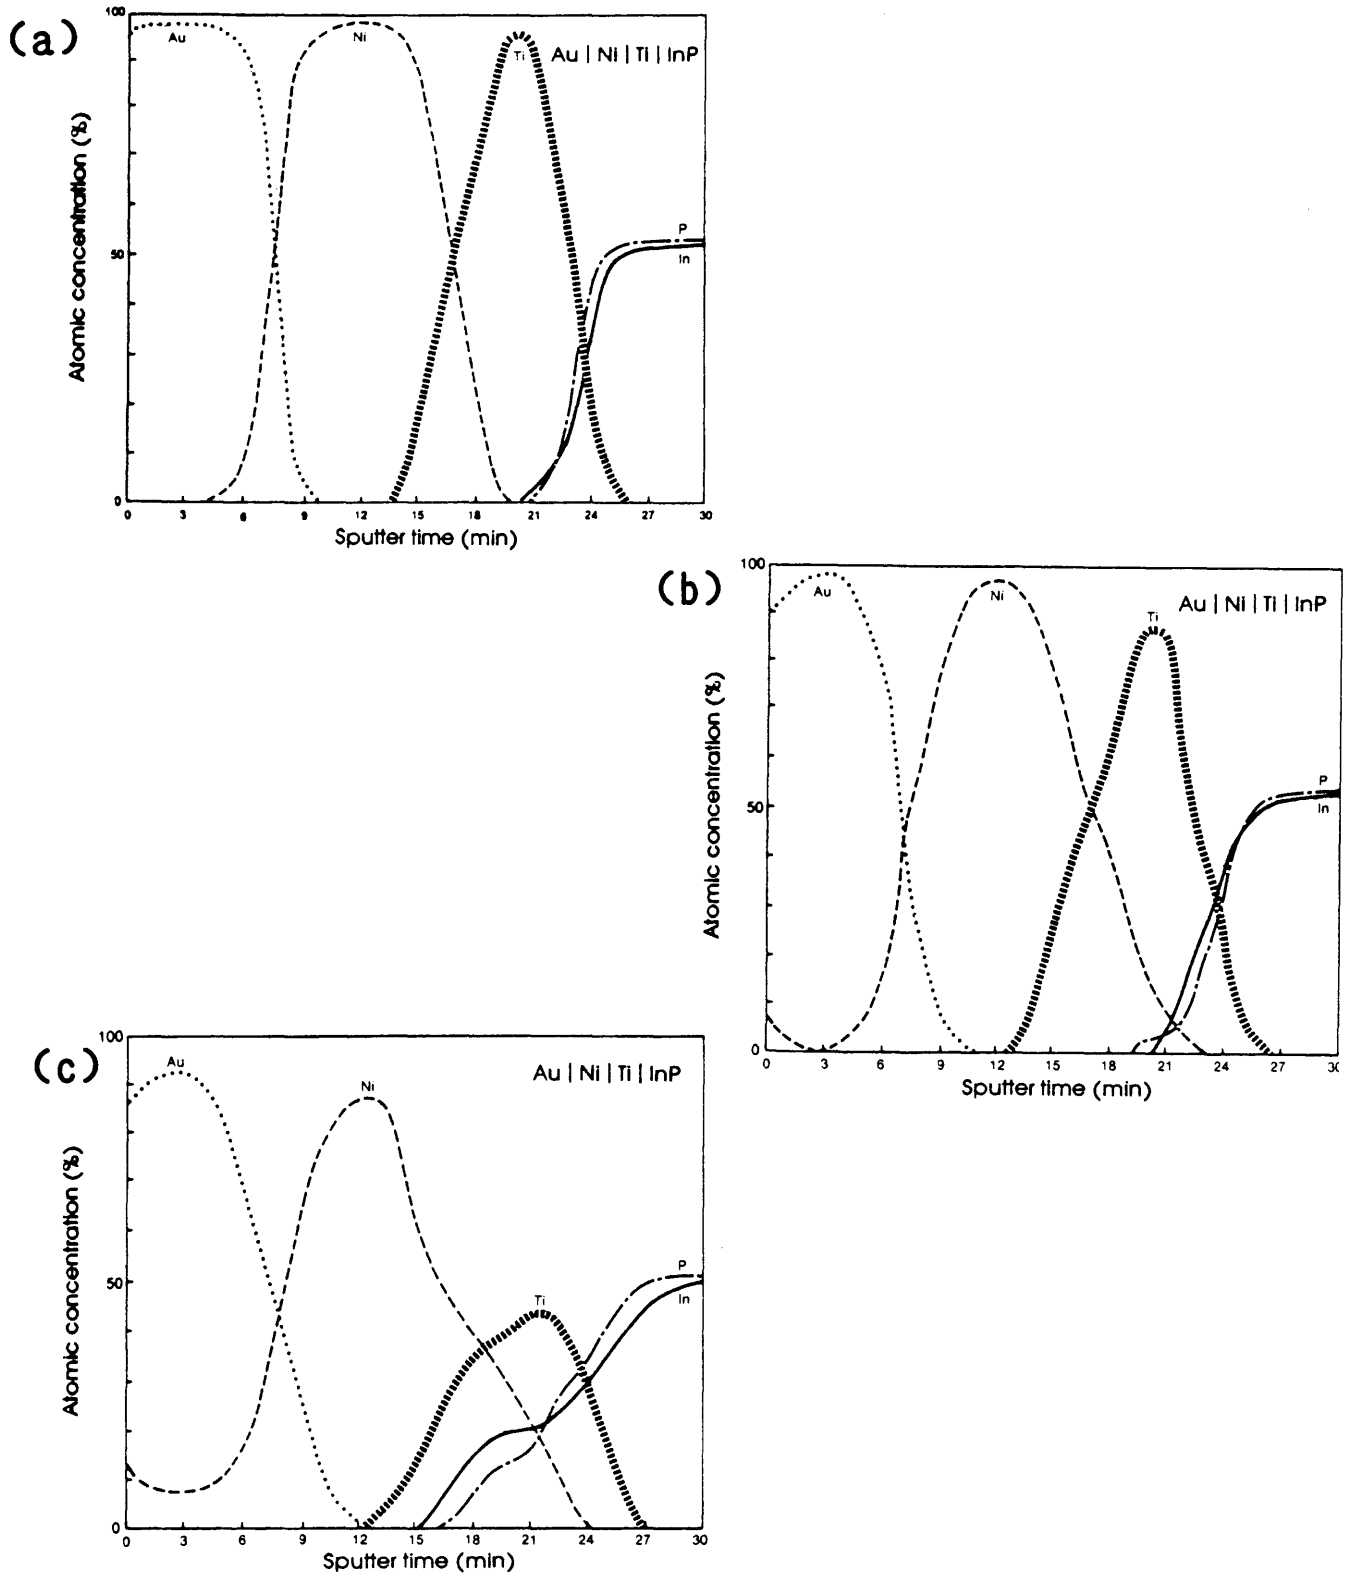 (a)
100
50
0
Atomic concentration (%)
Au
Ni
Ti
Au | Ni | Ti | InP
P
In
0 3 6 9 12 15 18 21 24 27 30
Sputter time (min)
(b)
100
50
0
Atomic concentration (%)
Au
Ni
Ti
Au | Ni | Ti | InP
P
In
0 3 6 9 12 15 18 21 24 27 3
Sputter time (min)
(c)
100
50
0
Atomic concentration (%)
Au
Ni
Ti
Au | Ni | Ti | InP
P
In
0 3 6 9 12 15 18 21 24 27 30
Sputter time (min)